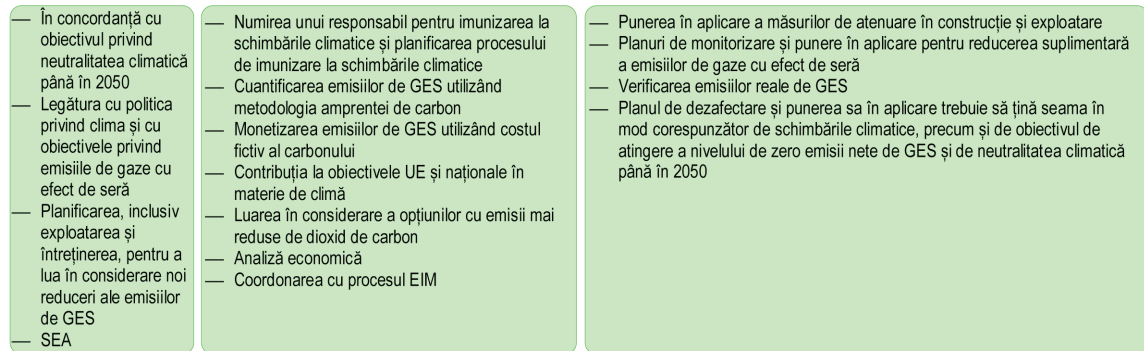 — În concordanță cu
obiectivul privind
neutralitatea climatică
până în 2050
— Legătura cu politica
privind clima și cu
obiectivele privind
emisiile de gaze cu
efect de seră
— Planificarea, inclusiv
exploatarea și
întreținerea, pentru a
lua în considerare noi
reduceri ale emisiilor
de GES
— SEA
— Numirea unui responsabil pentru imunizarea la
schimbările climatice și planificarea procesului
de imunizare la schimbările climatice
— Cuantificarea emisiilor de GES utilizând
metodologia amprentei de carbon
— Monetizarea emisiilor de GES utilizând costul
fictiv al carbonului
— Contribuția la obiectivele UE și naționale în
materie de climă
— Luarea în considerare a opțiunilor cu emisii mai
reduse de dioxid de carbon
— Analiză economică
— Coordonarea cu procesul EIM
— Punerea în aplicare a măsurilor de atenuare în construcție și exploatare
— Planuri de monitorizare și punere în aplicare pentru reducerea suplimentară
a emisiilor de gaze cu efect de seră
— Verificarea emisiilor reale de GES
— Planul de dezafectare și punerea sa în aplicare trebuie să țină seama în
mod corespunzător de schimbările climatice, precum și de obiectivul de
atingere a nivelului de zero emisii nete de GES și de neutralitatea climatică
până în 2050